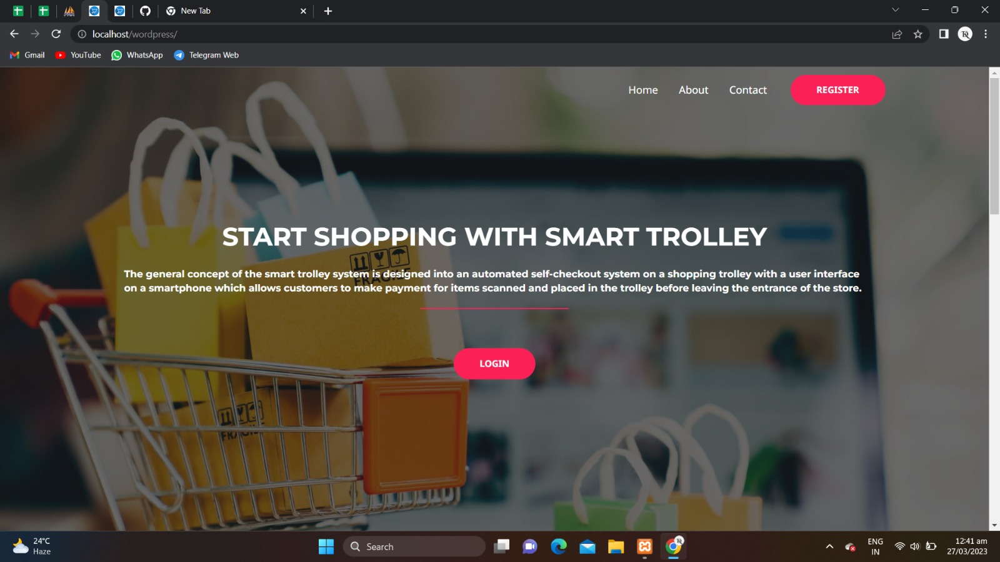 New Tab
localhost/wordpress/
Gmail YouTube WhatsApp Telegram Web
Home About Contact REGISTER
START SHOPPING WITH SMART TROLLEY
The general concept of the smart trolley system is designed into an automated self-checkout system on a shopping trolley with a user interface
on a smartphone which allows customers to make payment for items scanned and placed in the trolley before leaving the entrance of the store.
FRAGILE
LOGIN
FRAGILE
24°C
Haze
Search
ENG
IN
12:41 am
27/03/2023